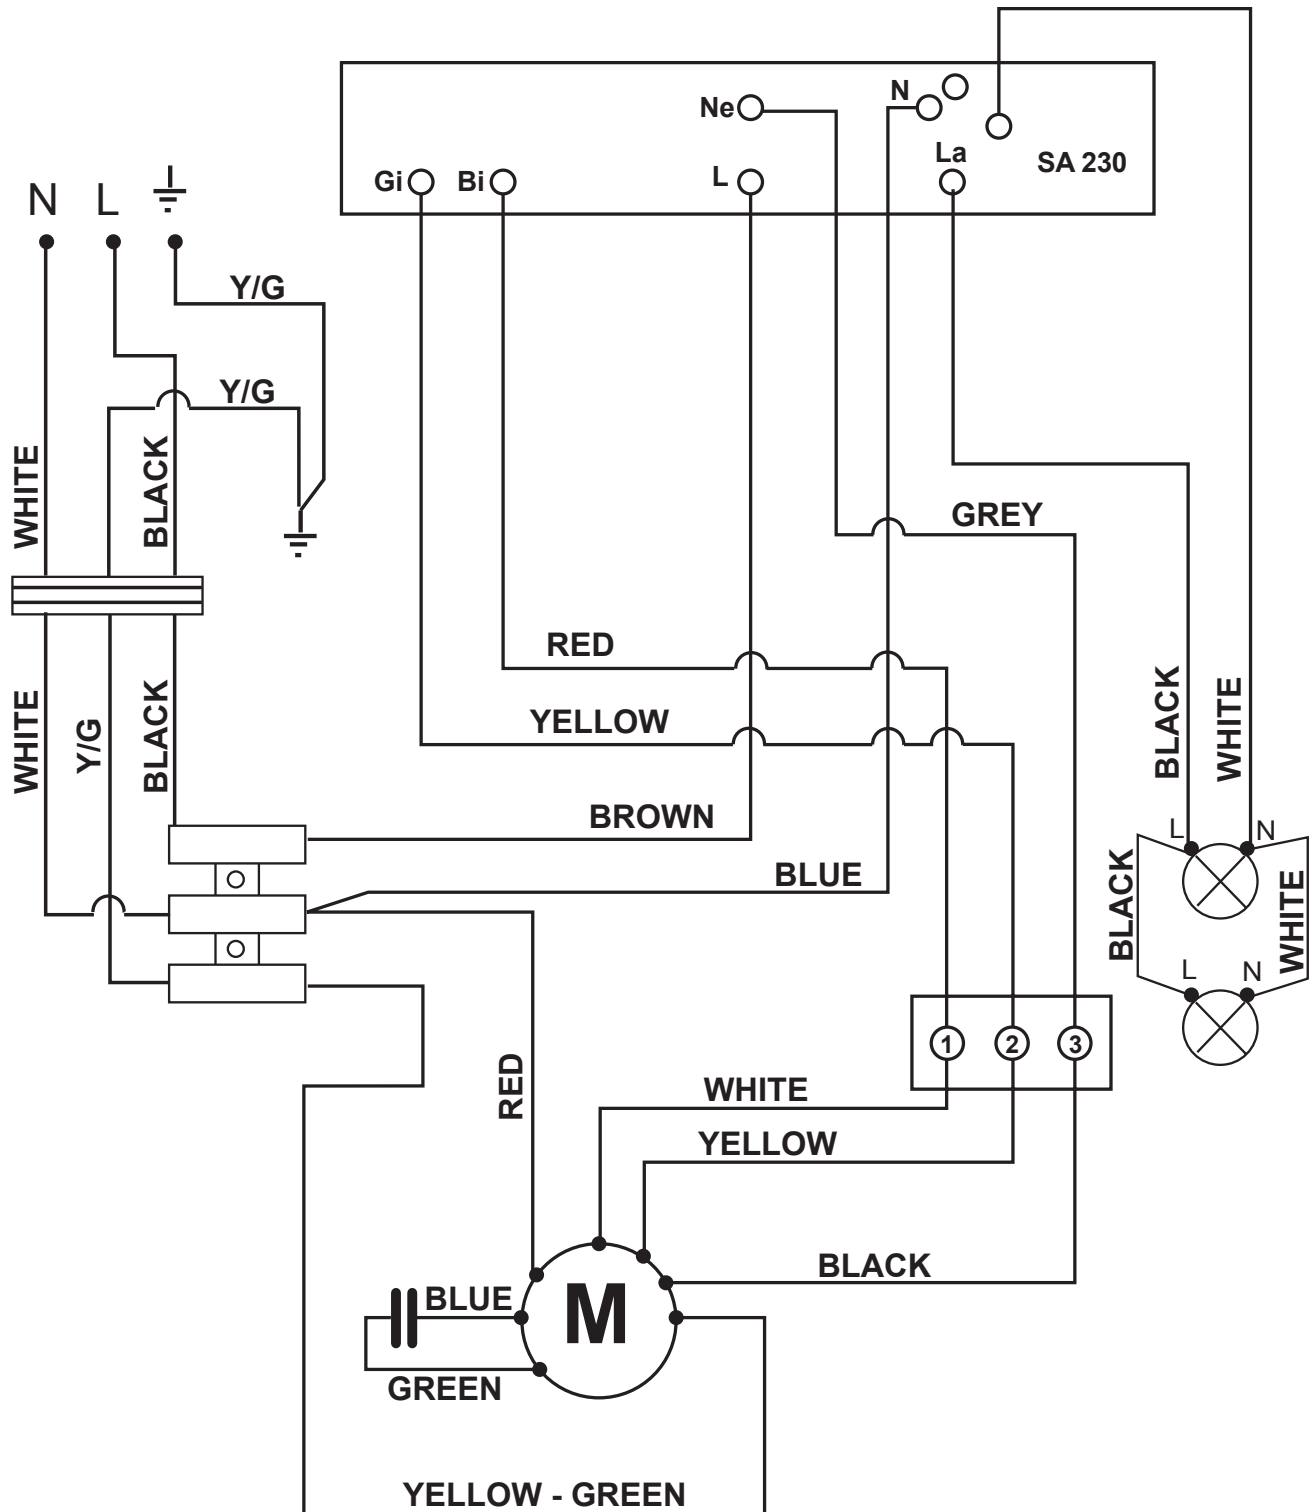 N
Ne
La
SA 230
Gi
Bi
L
N
L
Y/G
Y/G
WHITE
BLACK
GREY
RED
WHITE
Y/G
BLACK
YELLOW
BLACK
WHITE
BROWN
L
N
BLUE
BLACK
WHITE
L
N
1
2
3
RED
WHITE
YELLOW
BLACK
BLUE
M
GREEN
YELLOW - GREEN